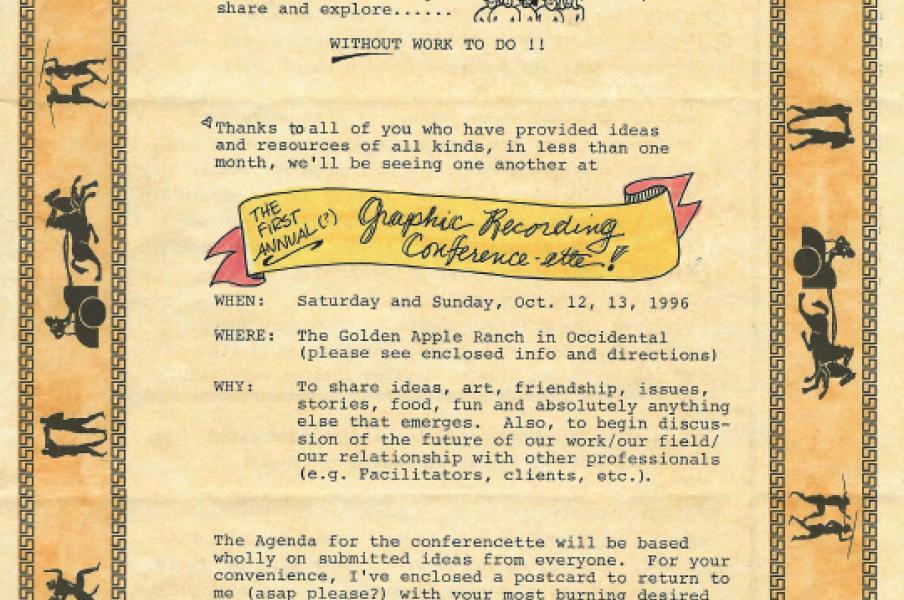 share and explore......
WITHOUT WORK TO DO !!
Thanks to all of you who have provided ideas
and resources of all kinds, in less than one
month, we'll be seeing one another at
THE
FIRST
ANNUAL(?)
Graphic Recording
Conference-ette!
WHEN: Saturday and Sunday, Oct. 12, 13, 1996
WHERE: The Golden Apple Ranch in Occidental
(please see enclosed info and directions)
WHY: To share ideas, art, friendship, issues,
stories, food, fun and absolutely anything
else that emerges. Also, to begin discus-
sion of the future of our work/our field/
our relationship with other professionals
(e.g. Facilitators, clients, etc.).
The Agenda for the conferencette will be based
wholly on submitted ideas from everyone. For your
convenience, I've enclosed a postcard to return to
me (asap please?) with your most burning desired